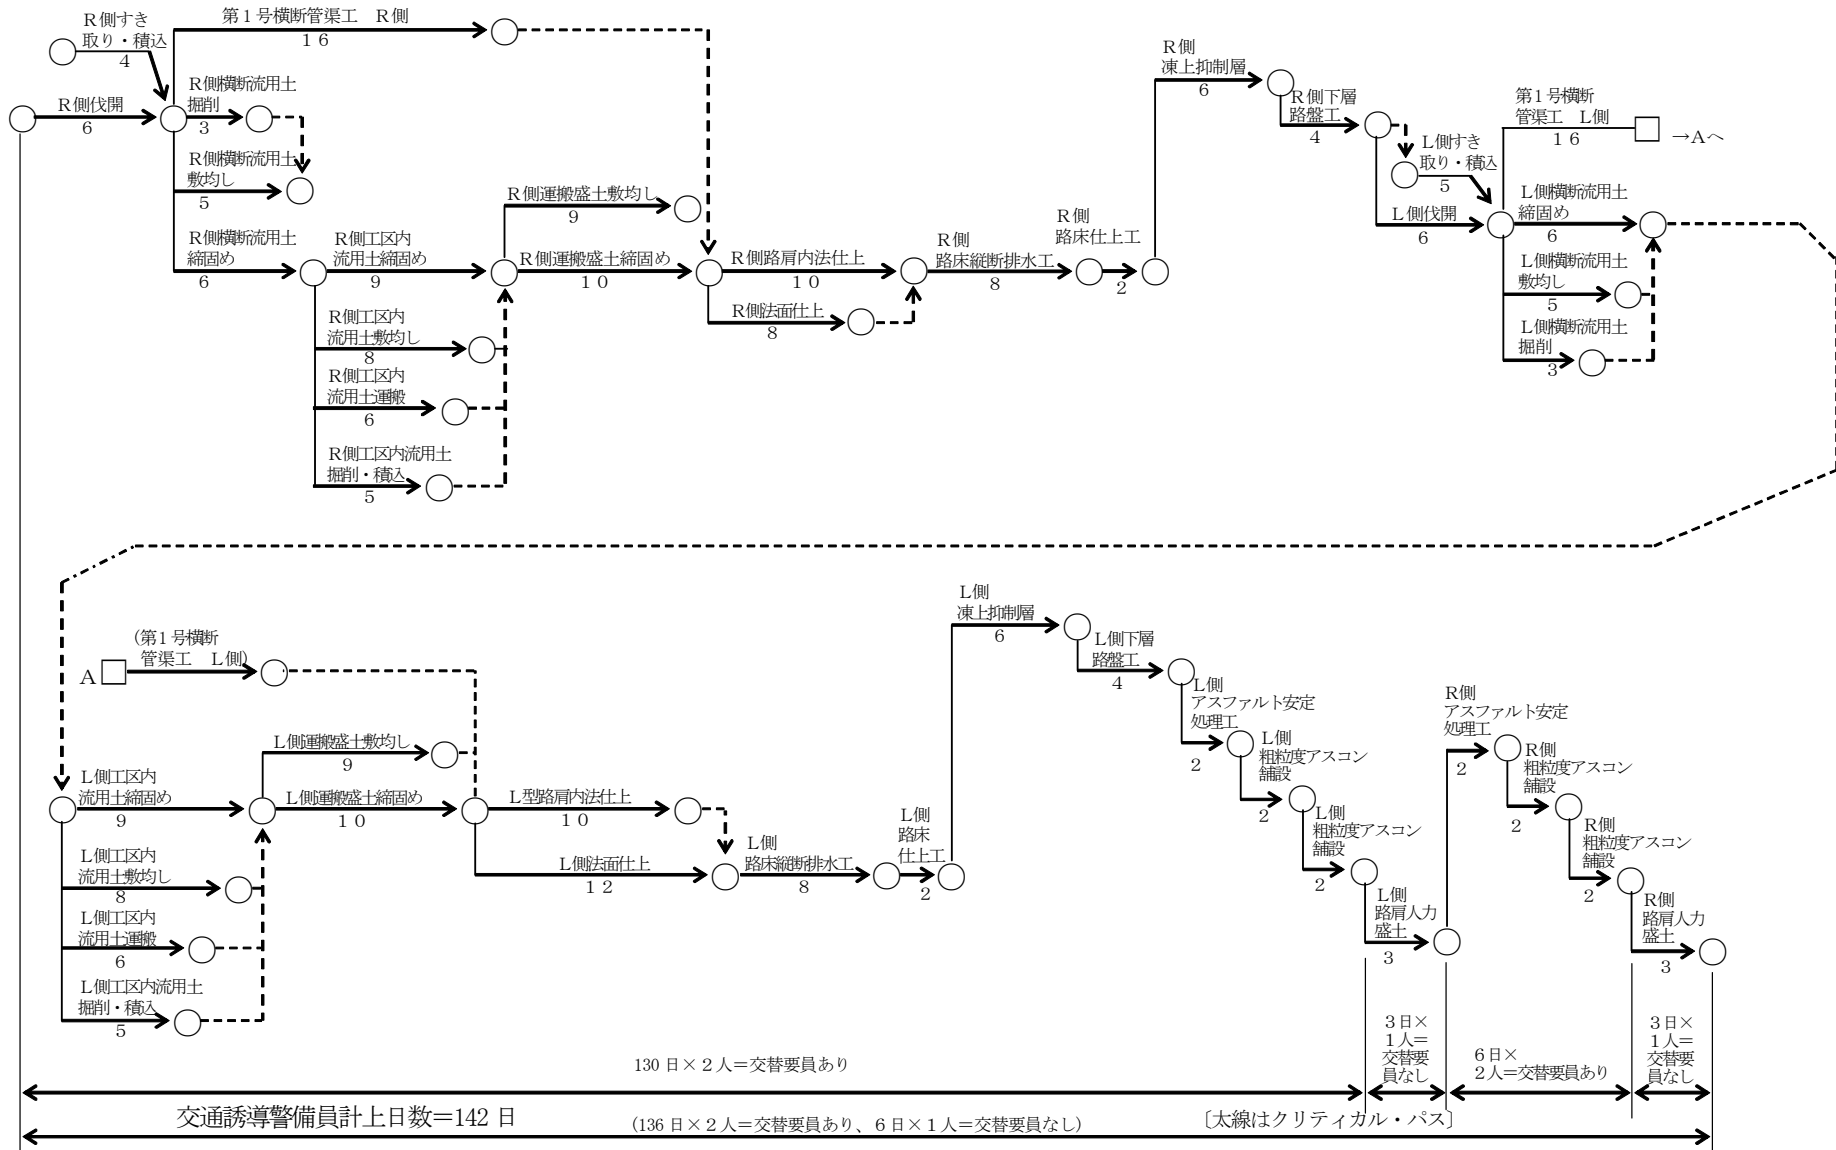 R側すき
取り・積込
4
第1号横断管渠工　R側
16
R側伐開
6
R側横断流用土
掘削
3
R側横断流用土
敷均し
5
R側横断流用土
締固め
6
R側工区内
流用土締固め
9
R側工区内
流用土敷均し
8
R側工区内
流用土運搬
6
R側工区内流用土
掘削・積込
5
R側運搬盛土敷均し
9
R側運搬盛土締固め
10
R側路肩内法仕上
10
R側法面仕上
8
R側
路床縦断排水工
8
R側
路床仕上工
2
R側
凍上抑制層
6
R側下層
路盤工
4
L側すき
取り・積込
5
L側伐開
6
第1号横断
管渠工　L側
16
→Aへ
L側横断流用土
締固め
6
L側横断流用土
敷均し
5
L側横断流用土
掘削
3
(第1号横断
管渠工　L側)
A
L側工区内
流用土締固め
9
L側工区内
流用土敷均し
8
L側工区内
流用土運搬
6
L側工区内流用土
掘削・積込
5
L側運搬盛土敷均し
9
L側運搬盛土締固め
10
L型路肩内法仕上
10
L側法面仕上
12
L側
路床縦断排水工
8
L側
路床
仕上工
2
L側
凍上抑制層
6
L側下層
路盤工
4
L側
アスファルト安定
処理工
2
L側
粗粒度アスコン
舗設
2
L側
粗粒度アスコン
舗設
2
L側
路肩人力
盛土
3
R側
アスファルト安定
処理工
2
R側
粗粒度アスコン
舗設
2
R側
粗粒度アスコン
舗設
2
R側
路肩人力
盛土
3
130日×2人＝交替要員あり
3日×
1人＝
交替要
員なし
6日×
2人＝交替要員あり
3日×
1人＝
交替要
員なし
交通誘導警備員計上日数＝142日
(136日×2人＝交替要員あり、6日×1人＝交替要員なし)
〔太線はクリティカル・パス〕